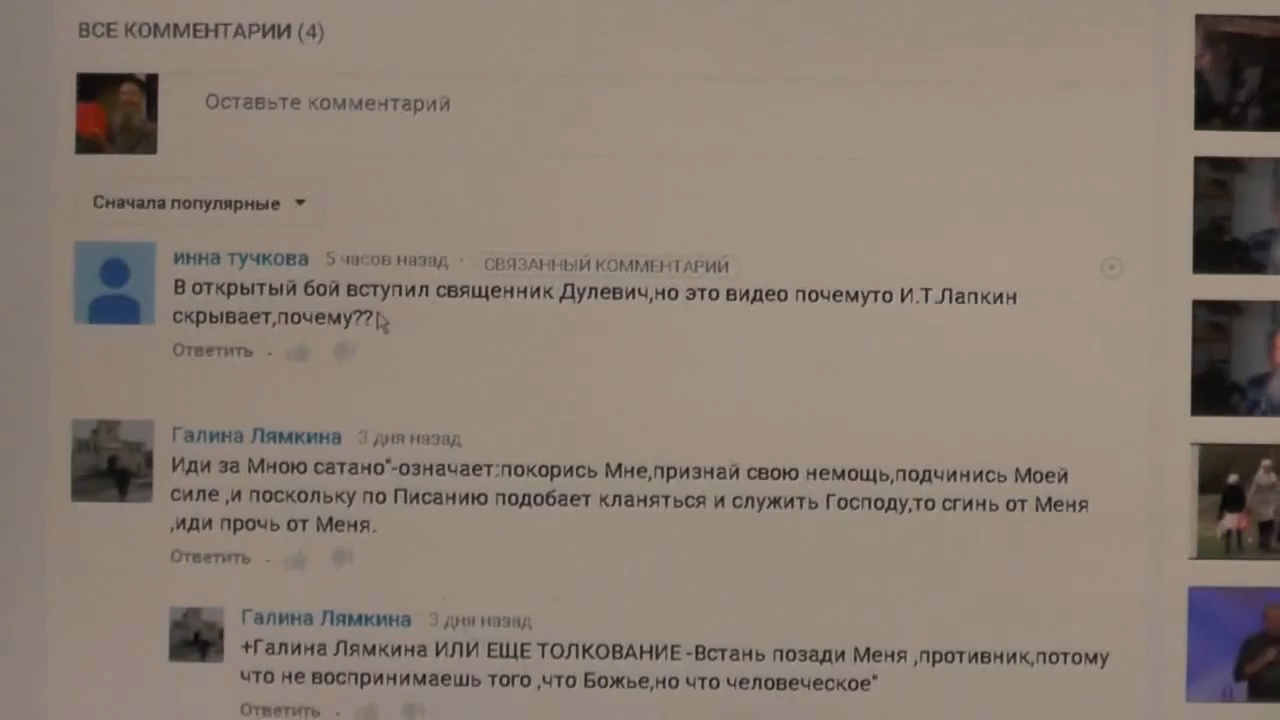 ВСЕ КОММЕНТАРИИ (4)
Оставьте комментарий
Сначала популярные
инна тучкова 5 часов назад · СВЯЗАННЫЙ КОММЕНТАРИЙ
В открытый бой вступил священник Дулевич,но это видео почемуто И.Т.Лапкин
скрывает,почему??
Ответить ·
Галина Лямкина 3 дня назад
Иди за Мною сатано"-означает:покорись Мне,признай свою немощь,подчинись Моей
силе ,и поскольку по Писанию подобает кланяться и служить Господу,то сгинь от Меня
,иди прочь от Меня.
Ответить ·
Галина Лямкина 3 дня назад
+Галина Лямкина ИЛИ ЕЩЕ ТОЛКОВАНИЕ -Встань позади Меня ,противник,потому
что не воспринимаешь того ,что Божье,но что человеческое"
Ответить ·